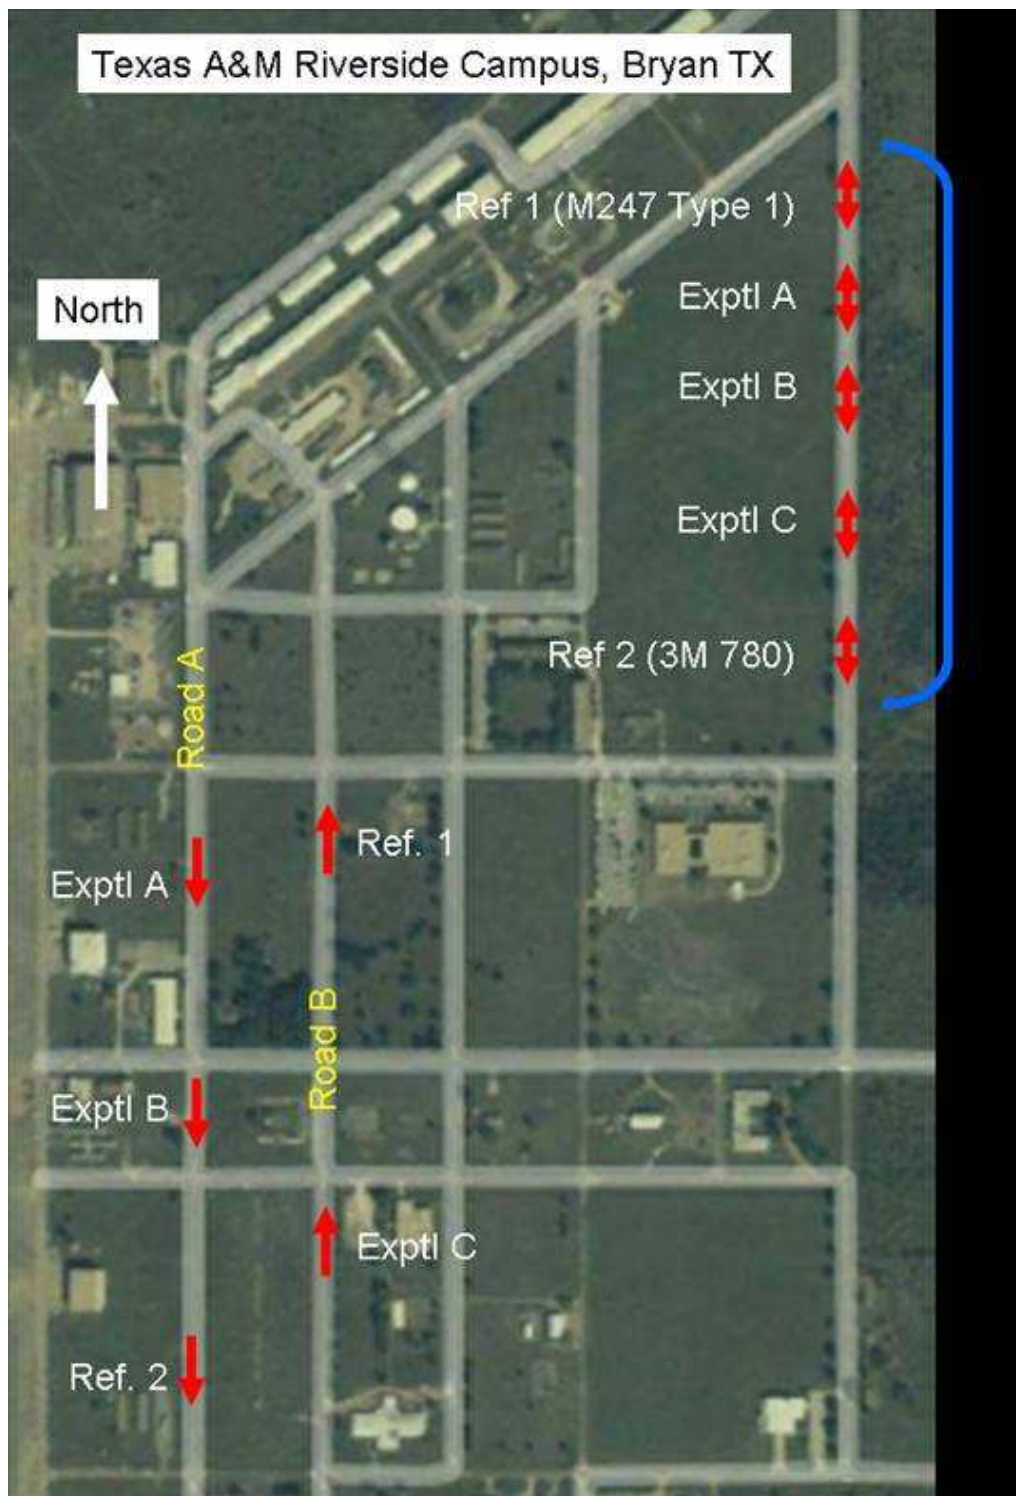 Texas A&M Riverside Campus, Bryan TX
Ref 1 (M247 Type 1)
North
Exptl A
Exptl B
Exptl C
Ref 2 (3M 780)
Road A
Ref. 1
Exptl A
Road B
Exptl B
Exptl C
Ref. 2